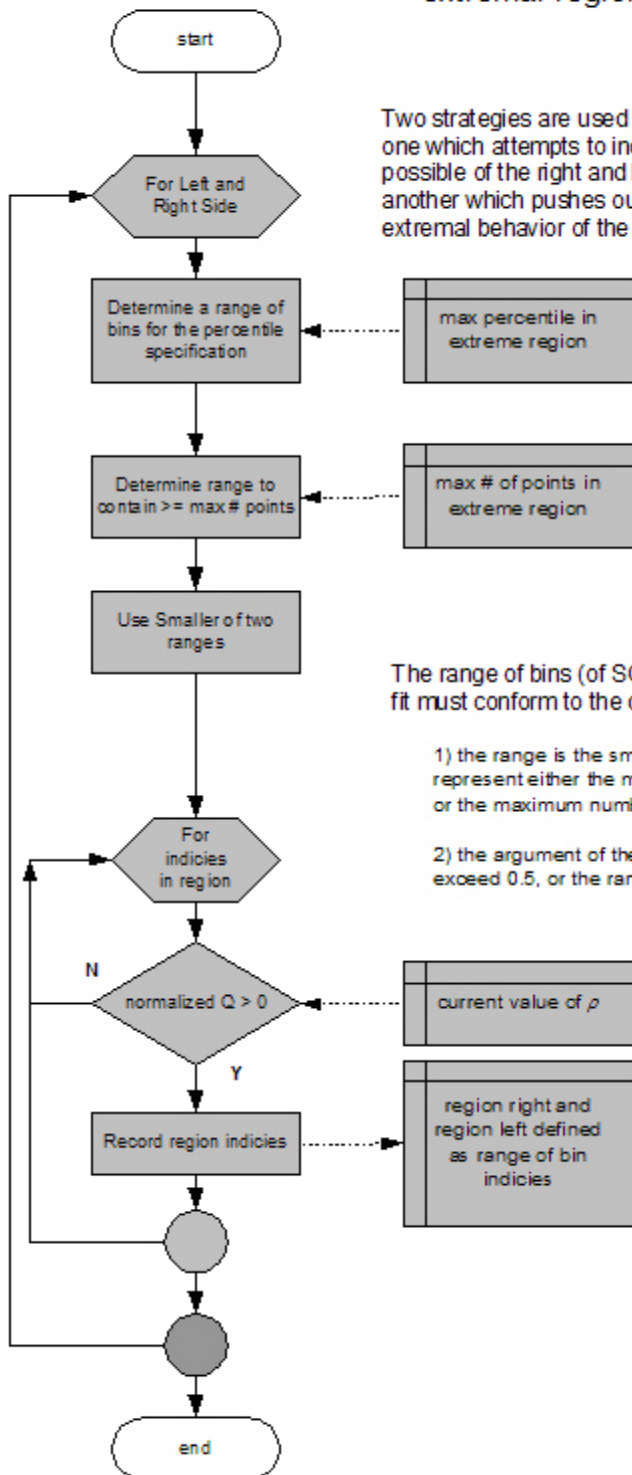 start
Two strategies are used
one which attempts to in
possible of the right and
another which pushes ou
extremal behavior of the
For Left and
Right Side
Determine a range of
bins for the percentile
specification
max percentile in
extreme region
Determine range to
contain >= max # points
max # of points in
extreme region
Use Smaller of two
ranges
The range of bins (of
fit must conform to the
1) the range is the sm
represent either the
or the maximum
2) the argument of the
exceed 0.5, or the
For
indicies
in region
N
normalized Q > 0
current value of ρ
Y
Record region indicies
region right and
region left defined
as range of bin
indicies
end